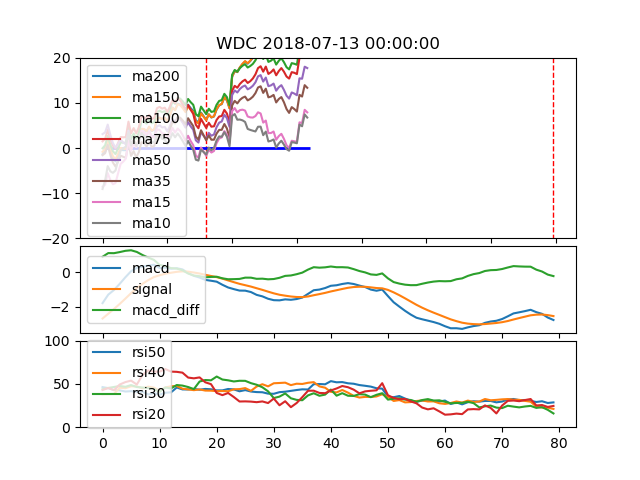 WDC 2018-07-13 00:00:00
20
10
0
−10
−20
ma200
ma150
ma100
ma75
ma50
ma35
ma15
ma10
0
−2
macd
signal
macd_diff
100
50
0
rsi50
rsi40
rsi30
rsi20
0 10 20 30 40 50 60 70 80